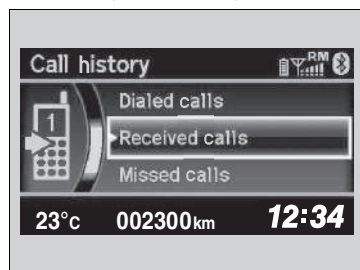 Call history RM
Dialed calls
1
Received calls
Missed calls
23°c 002300km 12:34